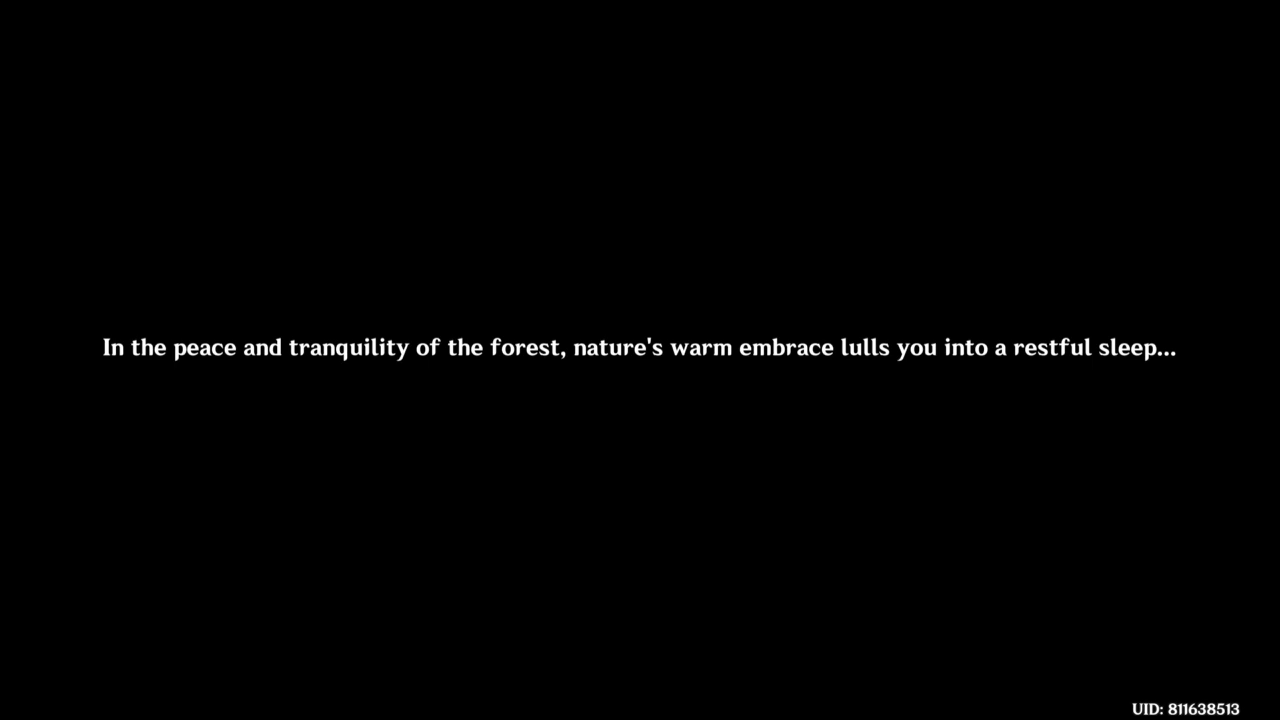 In the peace and tranquility of the forest, nature's warm embrace lulls you into a restful sleep...
UID: 811638513